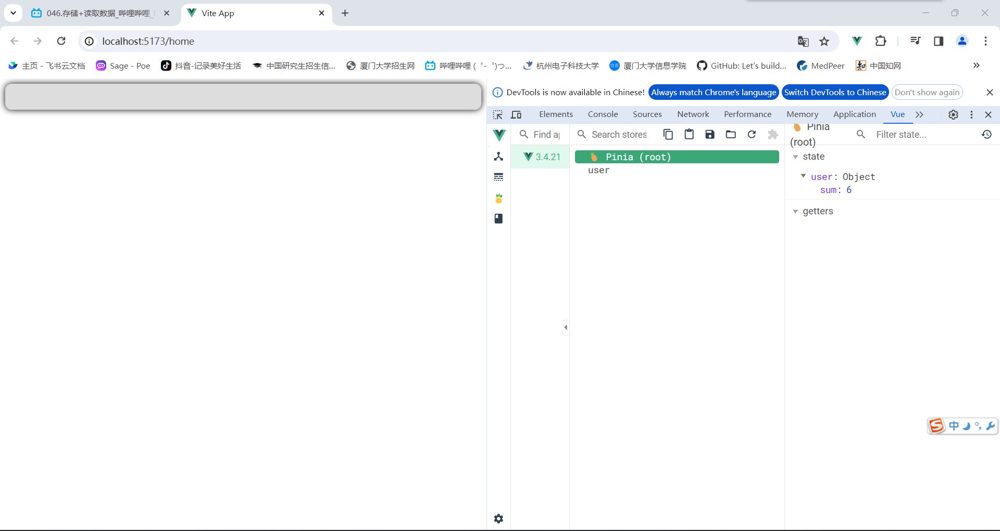 046.存储+读取数据_哔哩哔哩_
Vite App
localhost:5173/home
主页 - 飞书云文档
Sage - Poe
抖音-记录美好生活
中国研究生招生信...
厦门大学招生网
哔哩哔哩 ( ゜- ゜)つ...
杭州电子科技大学
信息
厦门大学信息学院
GitHub: Let's build...
MedPeer
中国知网
DevTools is now available in Chinese!
Always match Chrome's language
Switch DevTools to Chinese
Don't show again
Elements
Console
Sources
Network
Performance
Memory
Application
Vue
Find a
Search stores
Pinia
(root)
Filter state...
3.4.21
Pinia (root)
user
state
user: Object
sum: 6
getters
中